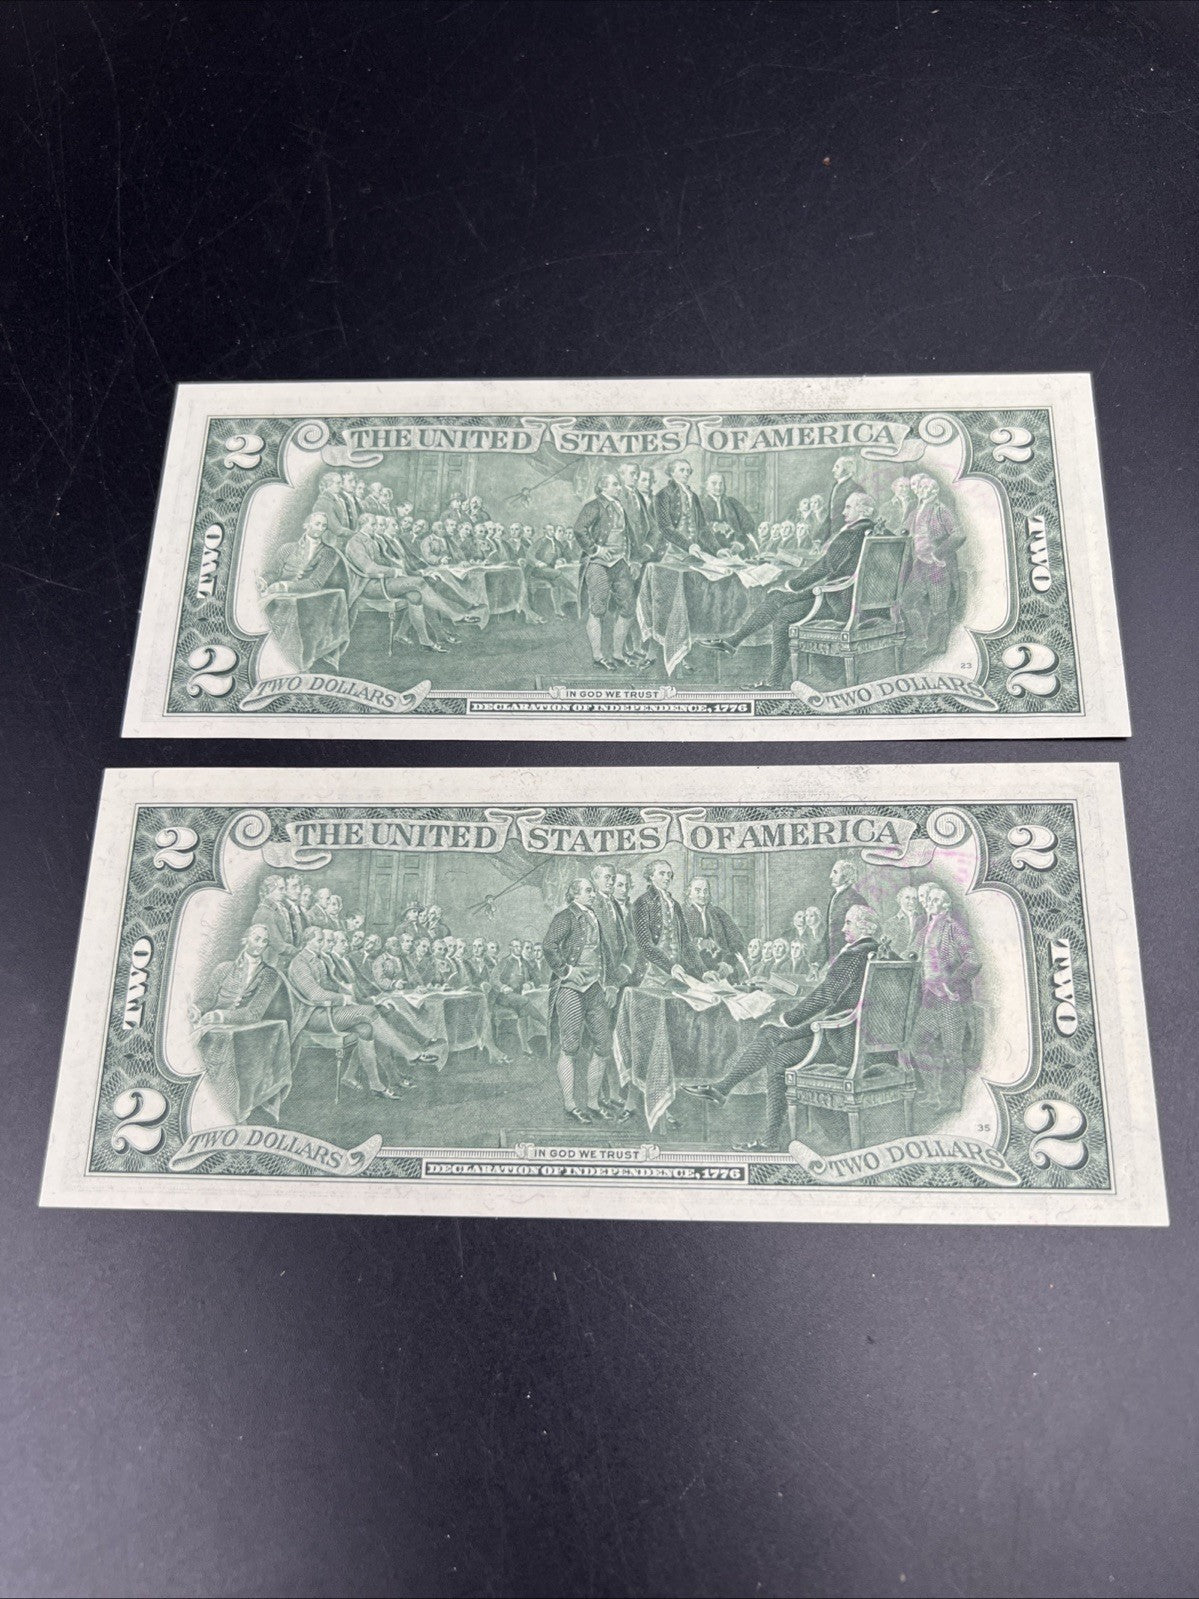 2 THE UNITED STATES OF AMERICA 2
TWO TWO
23
2 TWO DOLLARS IN GOD WE TRUST TWO DOLLARS 2
DECLARATION OF INDEPENDENCE, 1776
2 THE UNITED STATES OF AMERICA 2
TWO TWO
35
2 TWO DOLLARS IN GOD WE TRUST TWO DOLLARS 2
DECLARATION OF INDEPENDENCE, 1776